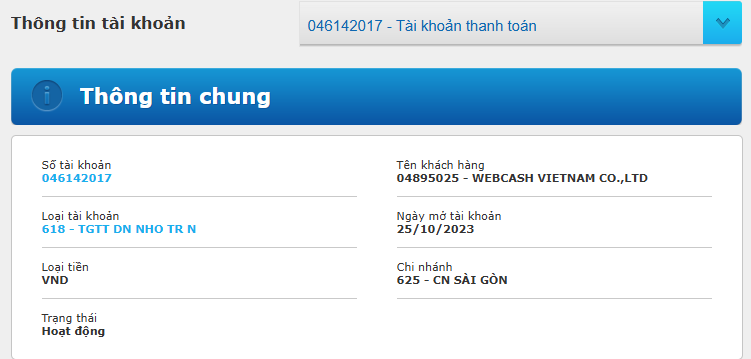 Thông tin tài khoản
046142017 - Tài khoản thanh toán
Thông tin chung
Số tài khoản
046142017
Tên khách hàng
04895025 - WEBCASH VIETNAM CO.,LTD
Loại tài khoản
618 - TGTT DN NHO TR N
Ngày mở tài khoản
25/10/2023
Loại tiền
VND
Chi nhánh
625 - CN SÀI GÒN
Trạng thái
Hoạt động